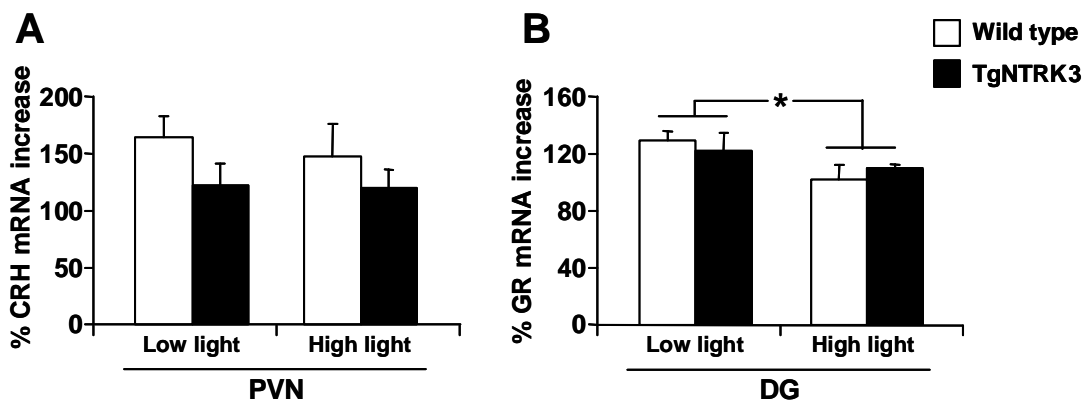 A
B
Wild type
TgNTRK3
% CRH mRNA increase
200
150
100
50
0
Low light
High light
PVN
% GR mRNA increase
160
120
80
40
0
*
Low light
High light
DG